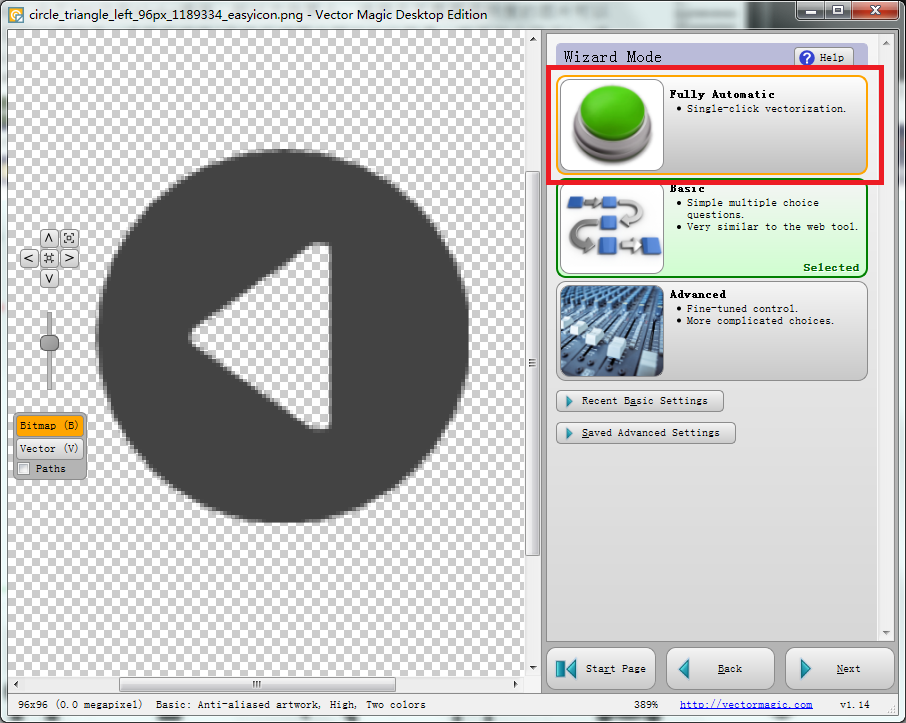 circle_triangle_left_96px_1189334_easyicon.png - Vector Magic Desktop Edition
Wizard Mode
Help
Fully Automatic
Single-click vectorization.
Basic
Simple multiple choice
questions.
Very similar to the web tool.
Selected
Advanced
Fine-tuned control.
More complicated choices.
Recent Basic Settings
Saved Advanced Settings
Bitmap (B)
Vector (V)
Paths
Start Page
Back
Next
96x96 (0.0 megapixel) Basic: Anti-aliased artwork, High, Two colors 389% http://vectormagic.com v1.14